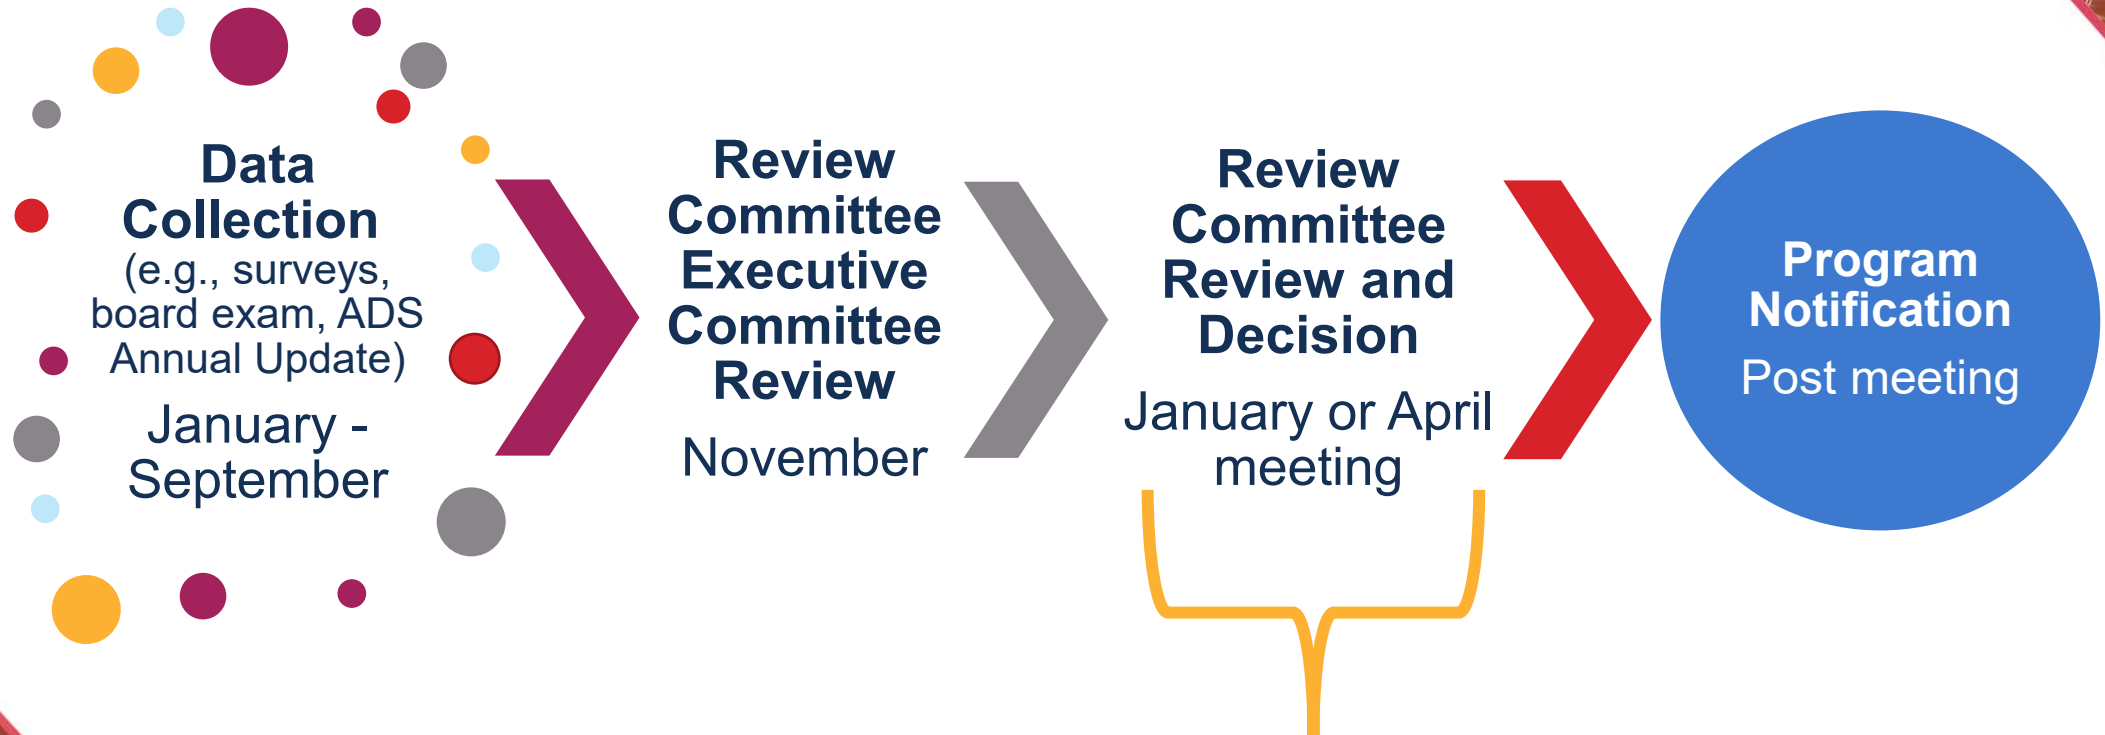 Data
Collection
(e.g., surveys,
board exam, ADS
Annual Update)
January -
September
Review
Committee
Executive
Committee
Review
November
Review
Committee
Review and
Decision
January or April
meeting
Program
Notification
Post meeting